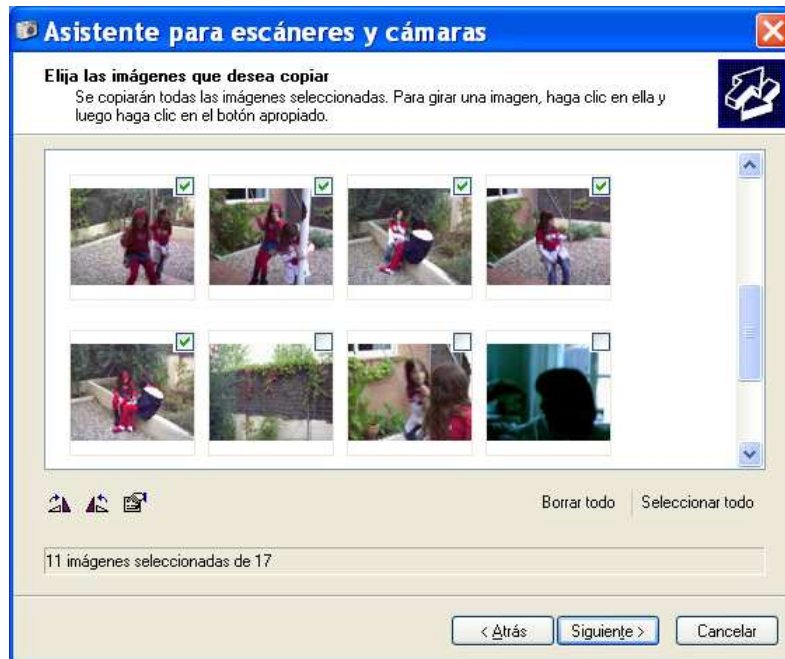 Asistente para escáneres y cámaras
Elija las imágenes que desea copiar
Se copiarán todas las imágenes seleccionadas. Para girar una imagen, haga clic en ella y
luego haga clic en el botón apropiado.
Borrar todo
Seleccionar todo
11 imágenes seleccionadas de 17
< Atrás
Siguiente >
Cancelar